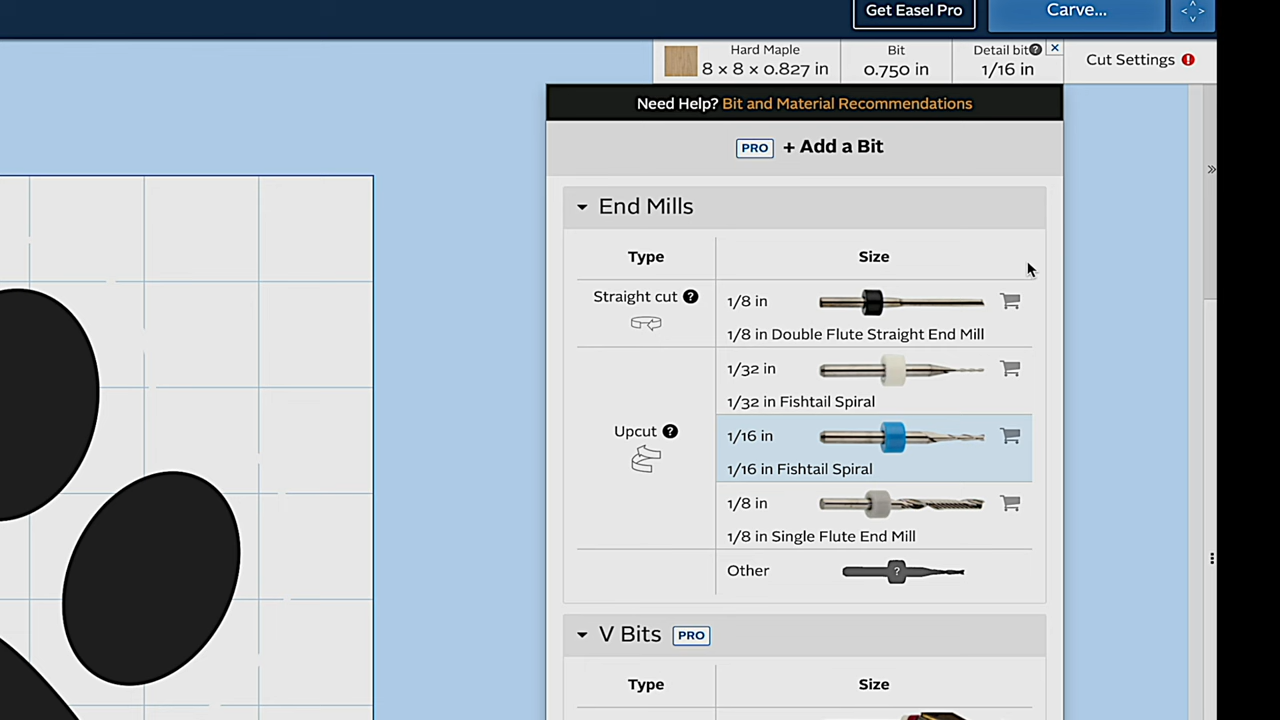 Get Easel Pro
Carve...
Hard Maple
8 x 8 x 0.827 in
Bit
0.750 in
Detail bit ?
1/16 in
Cut Settings !
Need Help? Bit and Material Recommendations
PRO + Add a Bit
End Mills
Type
Size
Straight cut ?
1/8 in
1/8 in Double Flute Straight End Mill
1/32 in
1/32 in Fishtail Spiral
Upcut ?
1/16 in
1/16 in Fishtail Spiral
1/8 in
1/8 in Single Flute End Mill
Other
?
V Bits PRO
Type
Size